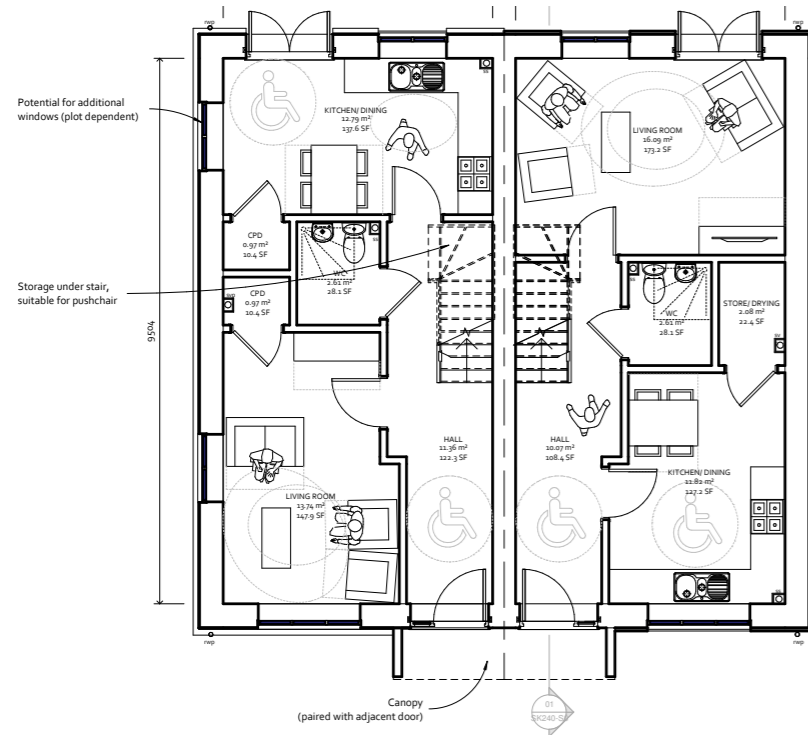 rwp
rwp
Potential for additional
windows (plot dependent)
KITCHEN/ DINING
12.79 m²
137.6 SF
ss
ss
LIVING ROOM
16.09 m²
173.2 SF
CPD
0.97 m²
10.4 SF
ss
Storage under stair,
suitable for pushchair
WC
2.61 m²
28.1 SF
CPD
0.97 m²
10.4 SF
WC
2.61 m²
28.1 SF
STORE/ DRYING
2.08 m²
22.4 SF
9504
HALL
11.36 m²
122.3 SF
HALL
10.07 m²
108.4 SF
KITCHEN/ DINING
11.82 m²
127.2 SF
LIVING ROOM
13.74 m²
147.9 SF
ss
rwp
rwp
Canopy
(paired with adjacent door)
01